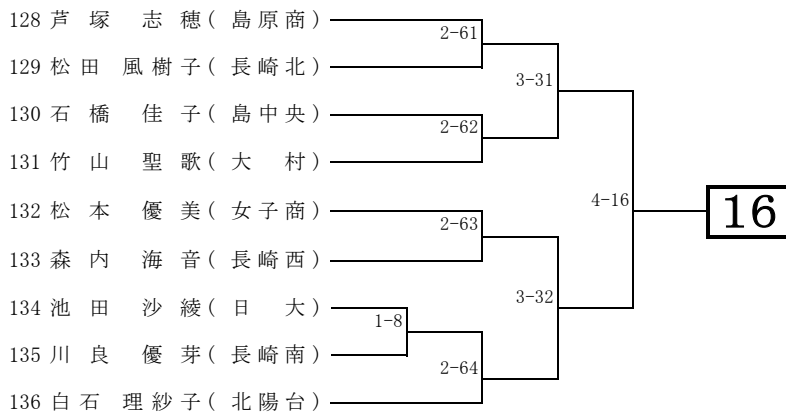 128 芦塚 志穂(島原商)
2-61
129 松田 風樹子(長崎北)
3-31
130 石橋 佳子(島中央)
2-62
131 竹山 聖歌(大 村)
4-16
16
132 松本 優美(女子商)
2-63
133 森内 海音(長崎西)
3-32
134 池田 沙綾(日 大)
1-8
135 川良 優芽(長崎南)
2-64
136 白石 理紗子(北陽台)